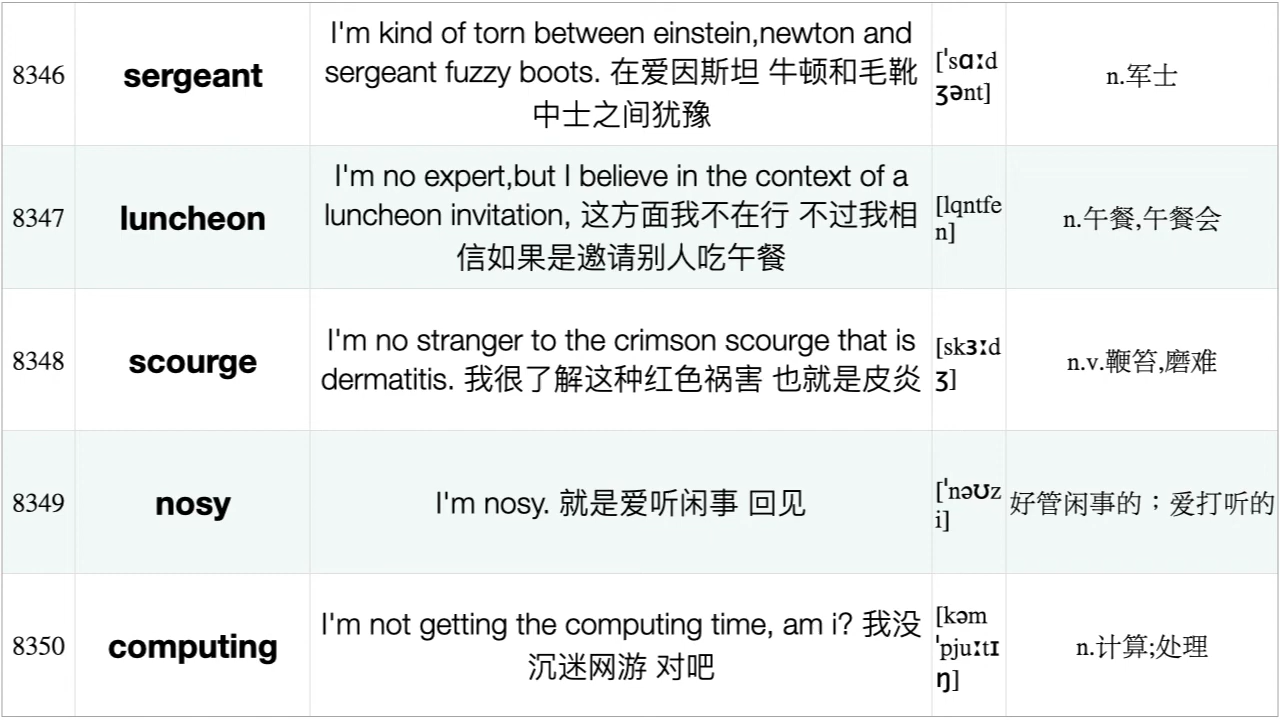 8346
sergeant
I'm kind of torn between einstein,newton and
sergeant fuzzy boots. 在爱因斯坦 牛顿和毛靴
中士之间犹豫
[ˈsɑːd
ʒənt]
n.军士
8347
luncheon
I'm no expert,but I believe in the context of a
luncheon invitation, 这方面我不在行 不过我相
信如果是邀请别人吃午餐
[lqntfe
n]
n.午餐,午餐会
8348
scourge
I'm no stranger to the crimson scourge that is
dermatitis. 我很了解这种红色祸害 也就是皮炎
[skɜːd
ʒ]
n.v.鞭笞,磨难
8349
nosy
I'm nosy. 就是爱听闲事 回见
[ˈnəʊz
i]
好管闲事的；爱打听的
8350
computing
I'm not getting the computing time, am i? 我没
沉迷网游 对吧
[kəm
ˈpjuːtɪ
ŋ]
n.计算;处理